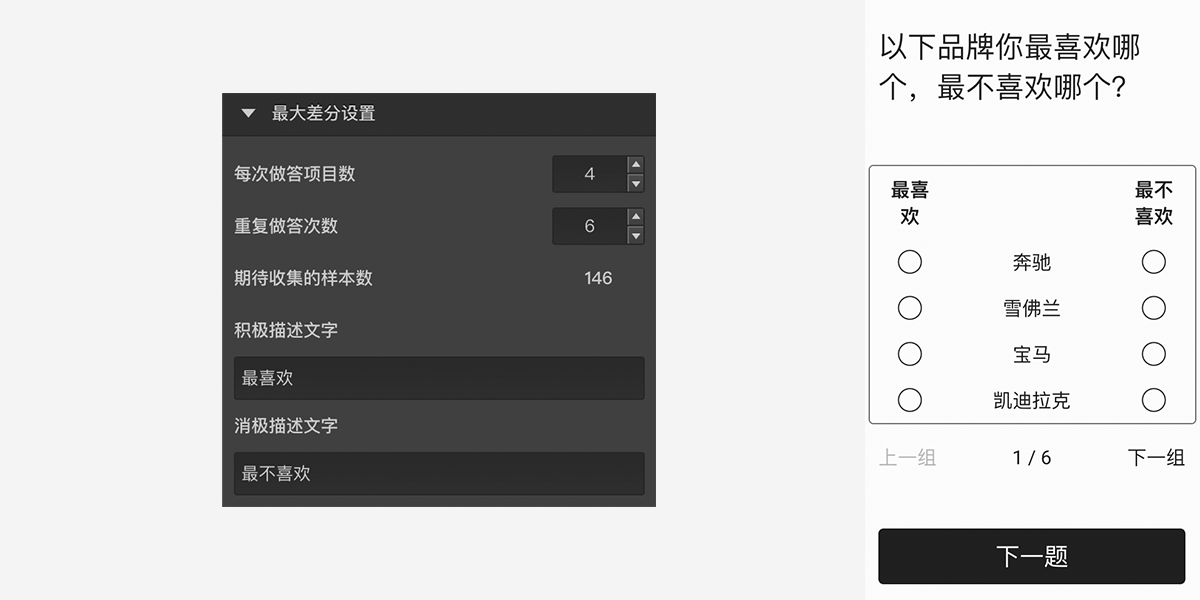 最大差分设置
每次做答项目数 4
重复做答次数 6
期待收集的样本数 146
积极描述文字
最喜欢
消极描述文字
最不喜欢
以下品牌你最喜欢哪
个，最不喜欢哪个？
最喜 最不
欢 喜欢
奔驰
雪佛兰
宝马
凯迪拉克
上一组 1 / 6 下一组
下一题